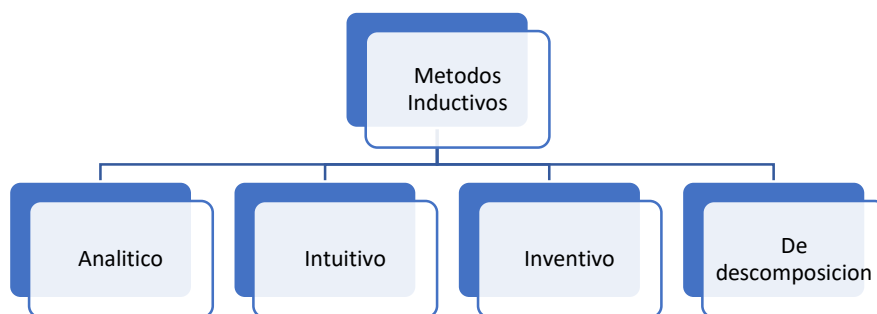 Metodos
Inductivos
Analitico
Intuitivo
Inventivo
De
descomposicion